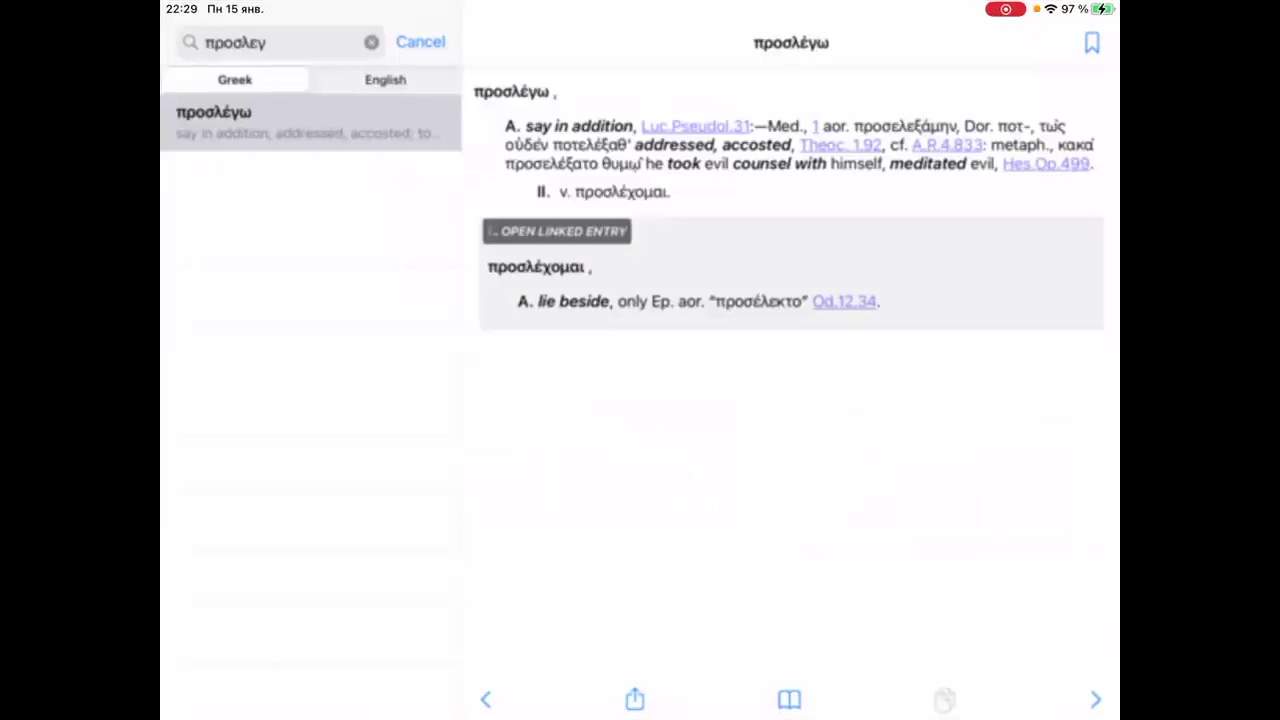 22:29 Пн 15 янв.
97 %
προσλεγ
Cancel
Greek
English
προσλέγω
say in addition, addressed, accosted, to...
προσλέγω
προσλέγω ,
A. say in addition, Luc.Pseudol.31:—Med., 1 aor. προσελεξάμην, Dor. ποτ-, τὼς
οὐδὲν ποτελέξαθ' addressed, accosted, Theoc. 1.92, cf. A.R.4.833: metaph., κακὰ
προσελέξατο θυμῷ he took evil counsel with himself, meditated evil, Hes.Op.499.
II. v. προσλέχομαι.
OPEN LINKED ENTRY
προσλέχομαι ,
A. lie beside, only Ep. aor. “προσέλεκτο” Od.12.34.